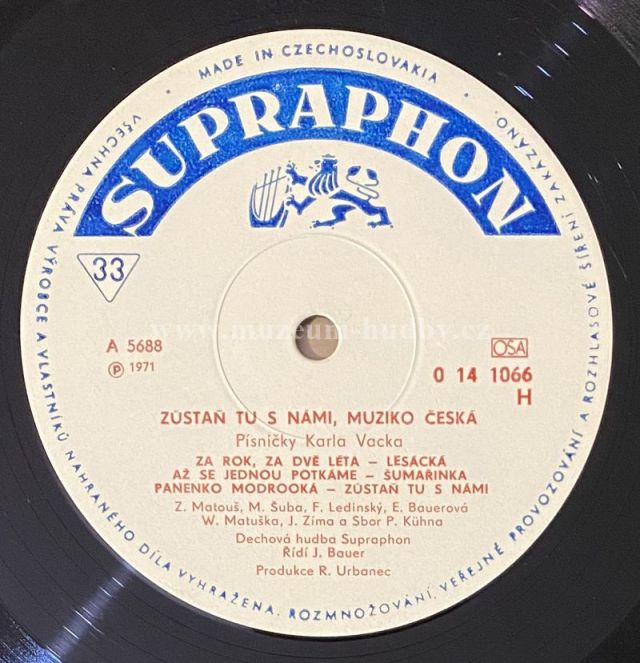 • MADE IN CZECHOSLOVAKIA •
SUPRAPHON
33
A 5688
℗ 1971
OSA
0 14 1066
H
www.muzeum-hudby.cz
ZŮSTAŇ TU S NÁMI, MUZIKO ČESKÁ
Písničky Karla Vacka
ZA ROK, ZA DVĚ LÉTA – LESÁCKÁ
AŽ SE JEDNOU POTKÁME – ŠUMAŘINKA
PANENKO MODROOKÁ – ZŮSTAŇ TU S NÁMI
Z. Matouš, M. Šuba, F. Ledinský, E. Bauerová
W. Matuška, J. Zíma a Sbor P. Kühna
Dechová hudba Supraphon
Řídí J. Bauer
Produkce R. Urbanec
VŠECHNA PRÁVA VÝROBCE A VLASTNÍKŮ NAHRANÉHO DÍLA VYHRAŽENA. ROZMNOŽOVÁNÍ, VEŘEJNÉ PROVOZOVÁNÍ A ROZHLASOVÉ ŠÍŘENÍ ZAKÁZÁNO.